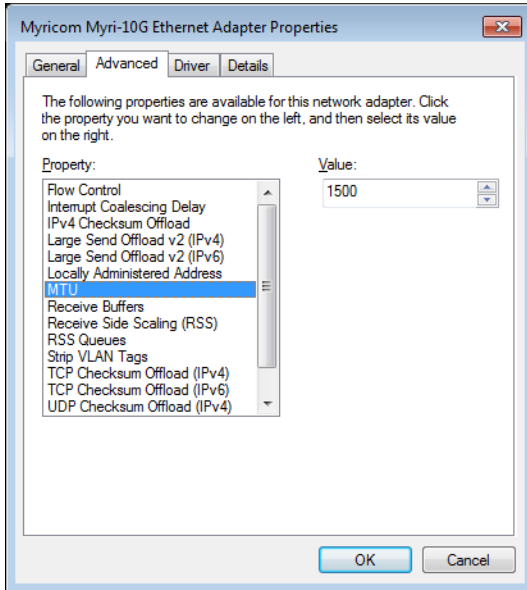 Myricom Myri-10G Ethernet Adapter Properties
General Advanced Driver Details
The following properties are available for this network adapter. Click
the property you want to change on the left, and then select its value
on the right.
Property: Value:
Flow Control
Interrupt Coalescing Delay
IPv4 Checksum Offload
Large Send Offload v2 (IPv4)
Large Send Offload v2 (IPv6)
Locally Administered Address
MTU
Receive Buffers
Receive Side Scaling (RSS)
RSS Queues
Strip VLAN Tags
TCP Checksum Offload (IPv4)
TCP Checksum Offload (IPv6)
UDP Checksum Offload (IPv4)
1500
OK Cancel